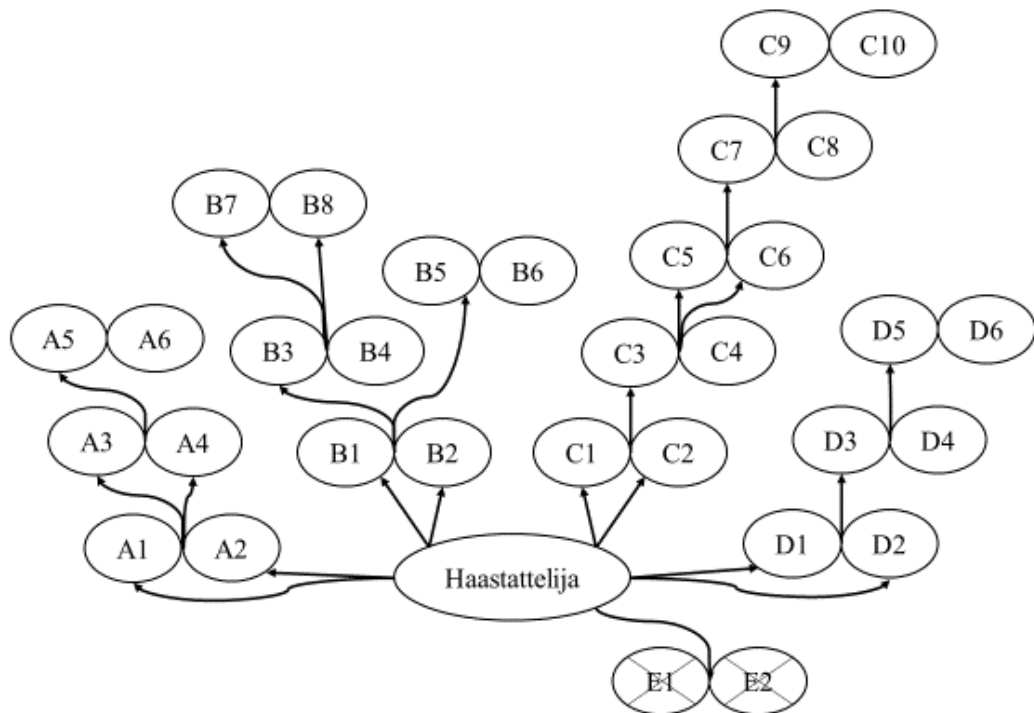 C9 C10
C7 C8
B7 B8
C5 C6
B5 B6
A5 A6
D5 D6
B3 B4
C3 C4
A3 A4
D3 D4
B1 B2
C1 C2
A1 A2
D1 D2
Haastattelija
E1 E2